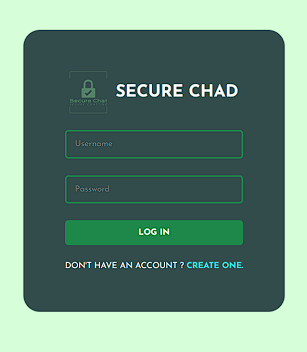 Secure Chat
SECURE CHAD
Username
Password
LOG IN
DON'T HAVE AN ACCOUNT ? CREATE ONE.